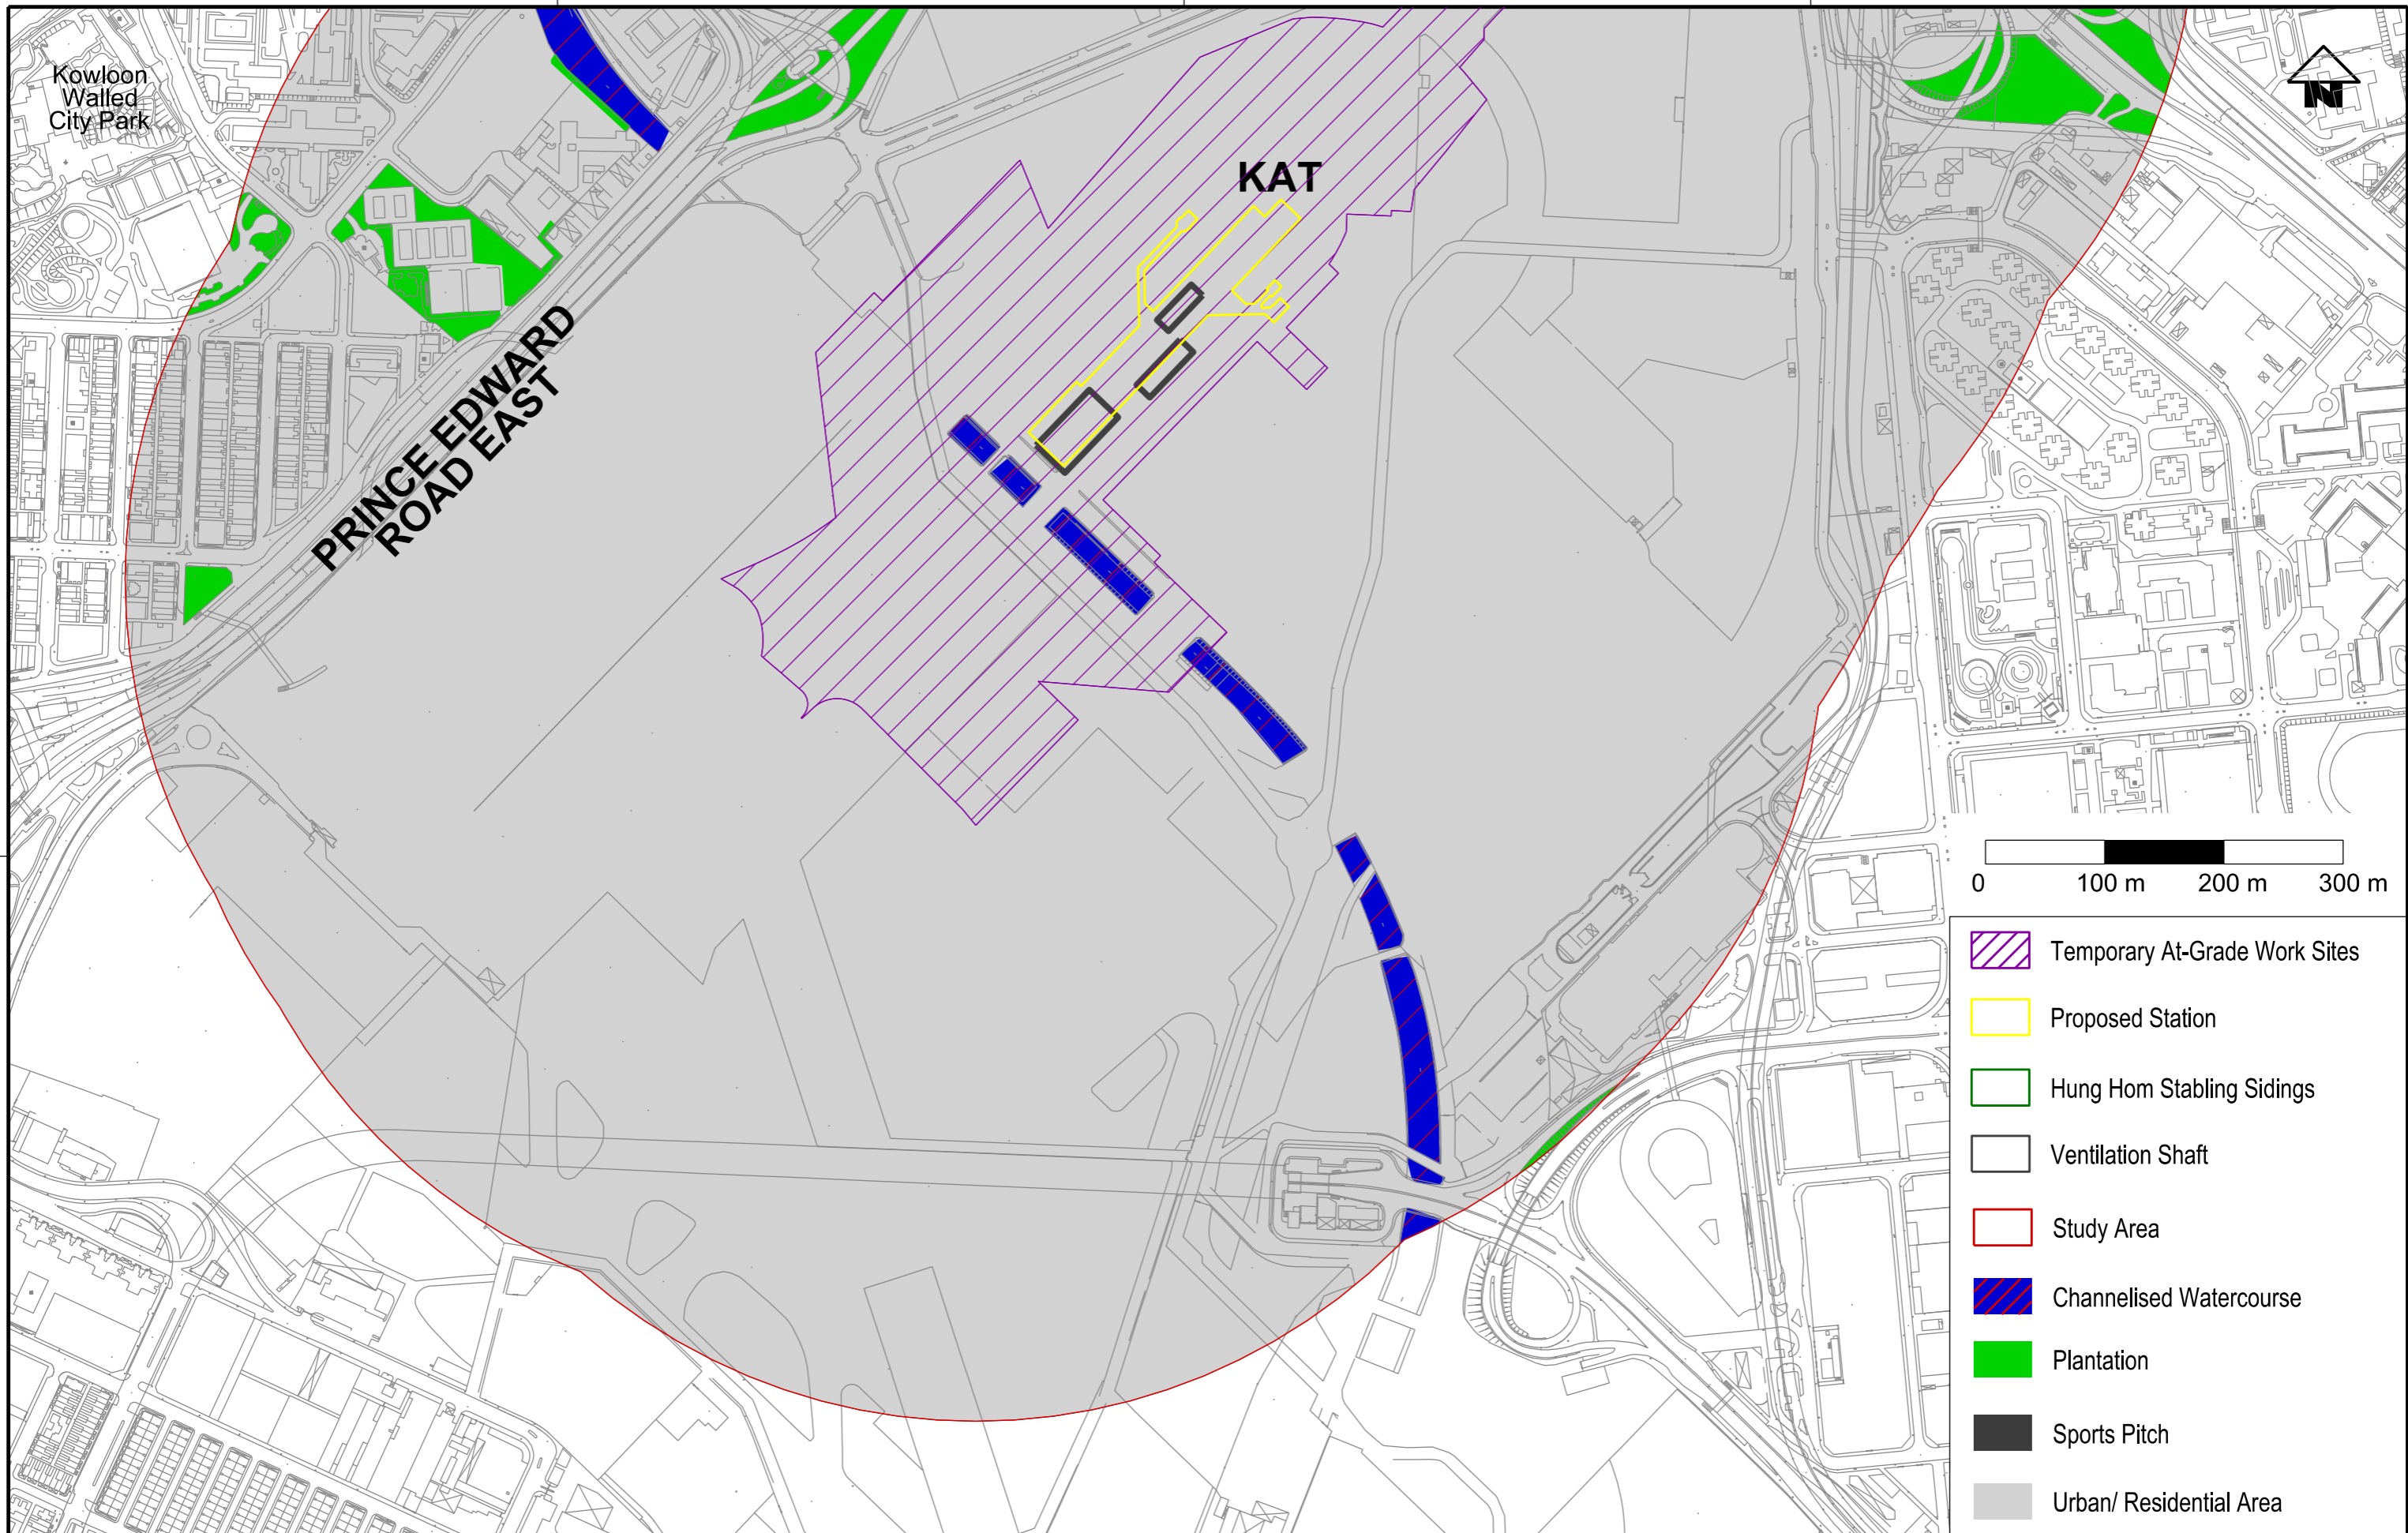 Kowloon
Walled
City Park
KAT
N
PRINCE EDWARD
ROAD EAST
0 100 m 200 m 300 m
Temporary At-Grade Work Sites
Proposed Station
Hung Hom Stabling Sidings
Ventilation Shaft
Study Area
Channelised Watercourse
Plantation
Sports Pitch
Urban/ Residential Area